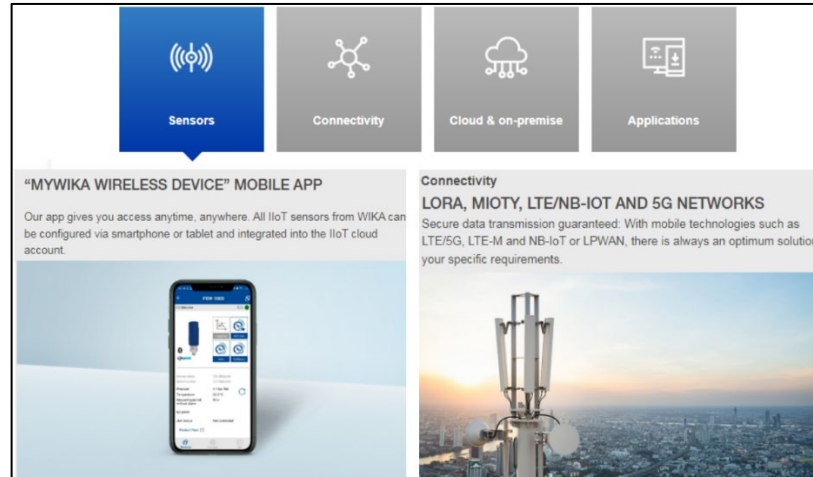 Sensors
Connectivity
Cloud & on-premise
Applications
“MYWIKA WIRELESS DEVICE” MOBILE APP
Our app gives you access anytime, anywhere. All IIoT sensors from WIKA can
be configured via smartphone or tablet and integrated into the IIoT cloud
account.
Connectivity
LORA, MIOTY, LTE/NB-IOT AND 5G NETWORKS
Secure data transmission guaranteed: With mobile technologies such as
LTE/5G, LTE-M and NB-IoT or LPWAN, there is always an optimum solution
your specific requirements.